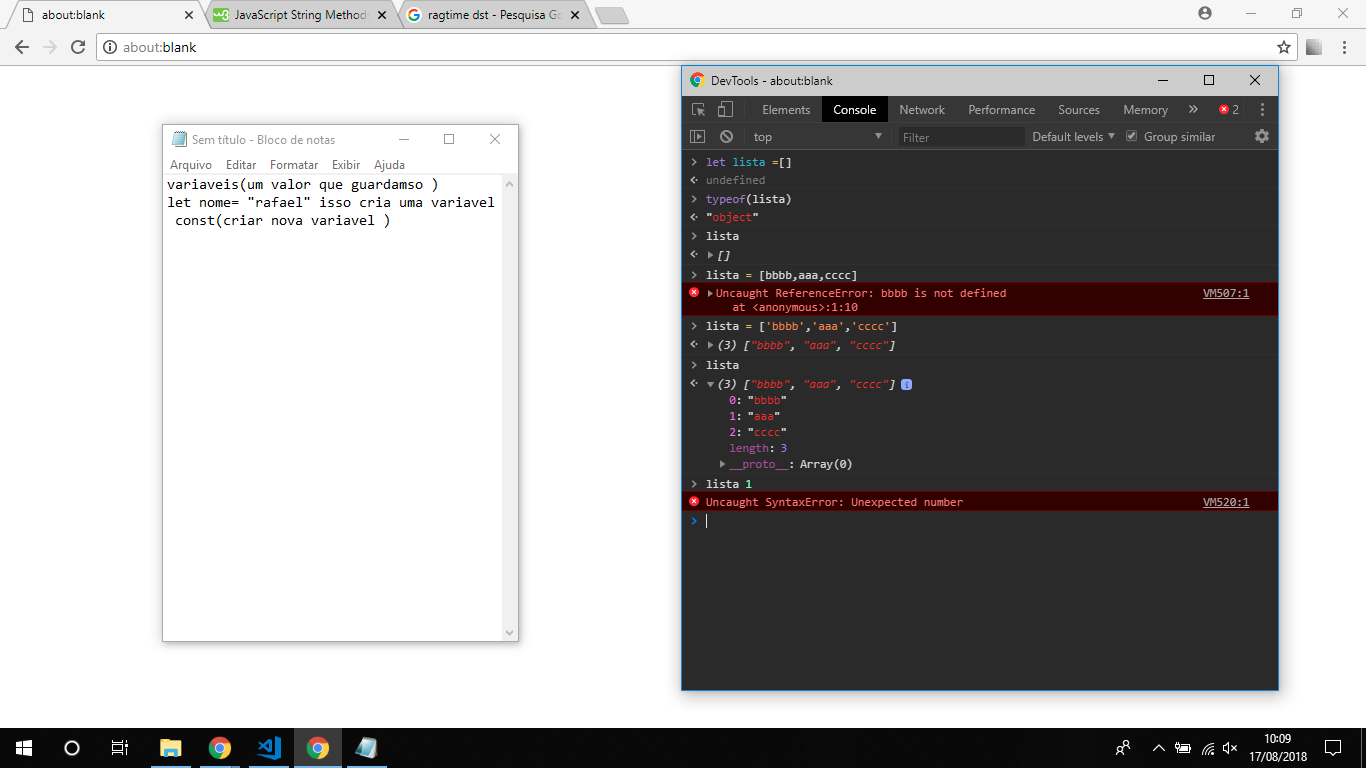 about:blank
JavaScript String Method
ragtime dst - Pesquisa Go
about:blank
Sem título - Bloco de notas
Arquivo Editar Formatar Exibir Ajuda
variaveis(um valor que guardamso )
let nome= "rafael" isso cria uma variavel
const(criar nova variavel )
DevTools - about:blank
Elements Console Network Performance Sources Memory » 2
top Filter Default levels Group similar
let lista =[]
undefined
typeof(lista)
"object"
lista
[]
lista = [bbbb,aaa,cccc]
Uncaught ReferenceError: bbbb is not defined VM507:1
at <anonymous>:1:10
lista = ['bbbb','aaa','cccc']
(3) ["bbbb", "aaa", "cccc"]
lista
(3) ["bbbb", "aaa", "cccc"] i
0: "bbbb"
1: "aaa"
2: "cccc"
length: 3
__proto__: Array(0)
lista 1
Uncaught SyntaxError: Unexpected number VM520:1
10:09
17/08/2018